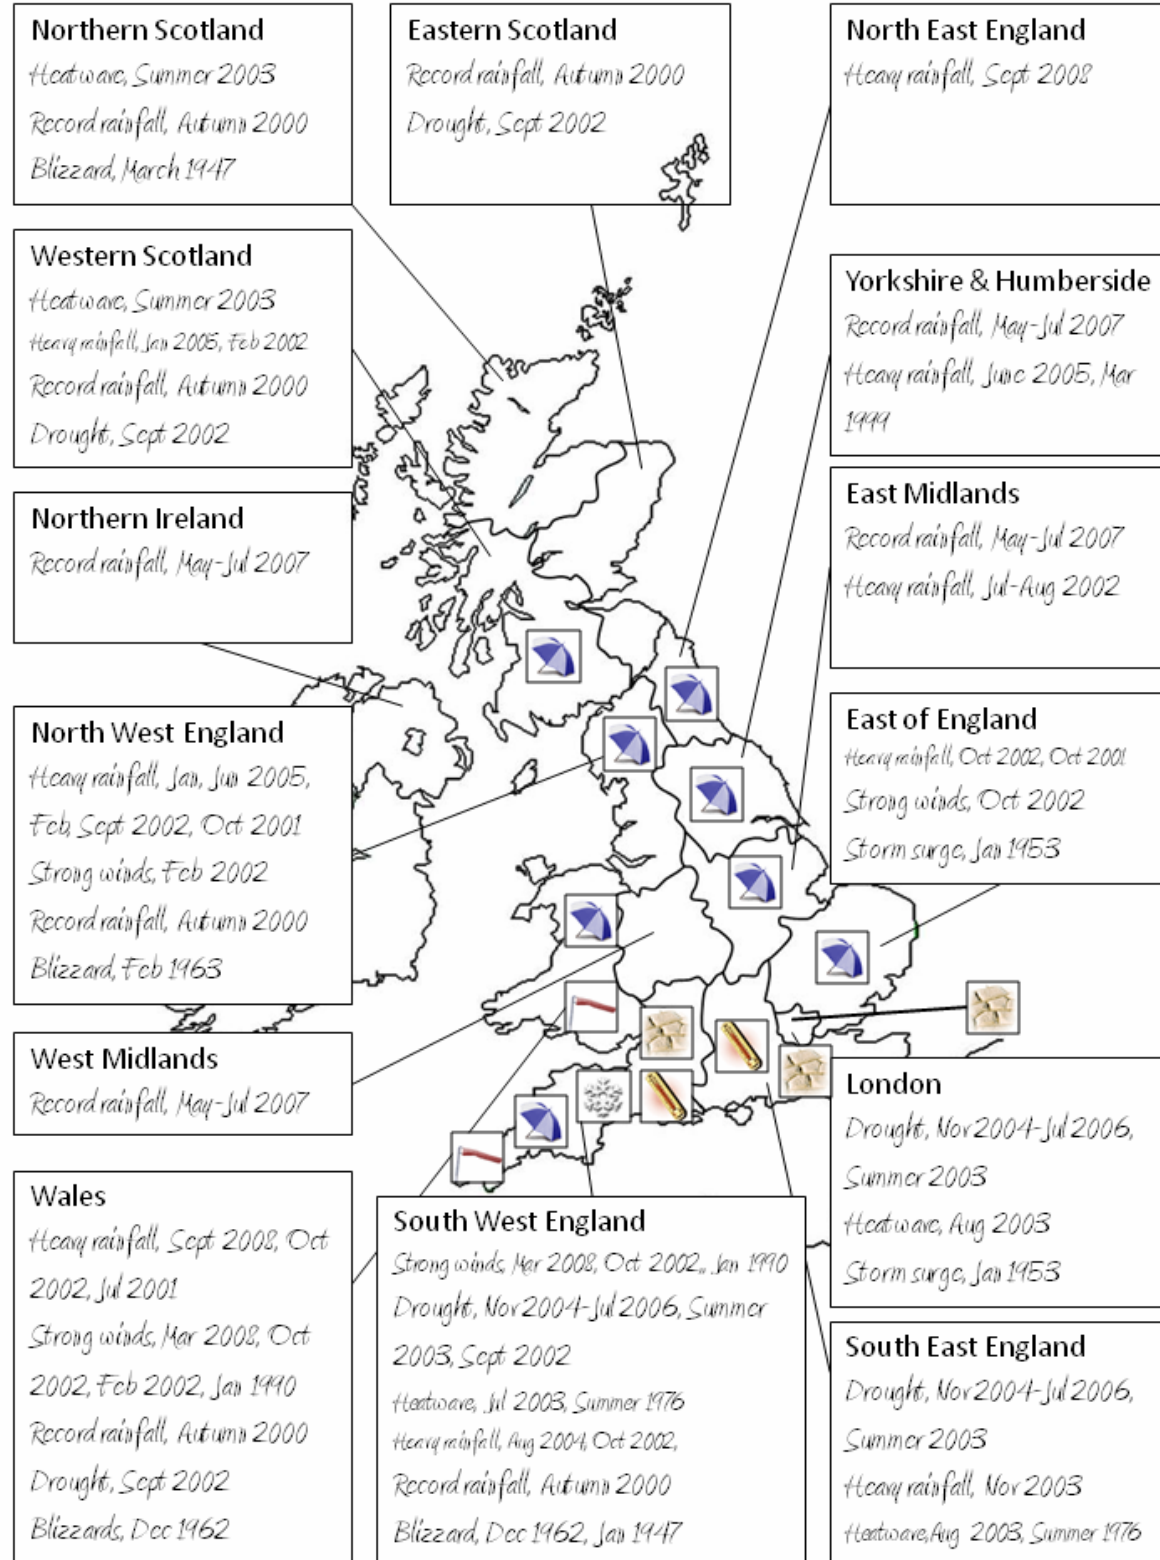 Northern Scotland
Heatwave, Summer 2003
Record rainfall, Autumn 2000
Blizzard, March 1947
Eastern Scotland
Record rainfall, Autumn 2000
Drought, Sept 2002
North East England
Heavy rainfall, Sept 2008
Western Scotland
Heatwave, Summer 2003
Heavy rainfall, Jan 2005, Feb 2002
Record rainfall, Autumn 2000
Drought, Sept 2002
Yorkshire & Humberside
Record rainfall, May-Jul 2007
Heavy rainfall, June 2005, Mar
1999
Northern Ireland
Record rainfall, May-Jul 2007
East Midlands
Record rainfall, May-Jul 2007
Heavy rainfall, Jul-Aug 2002
North West England
Heavy rainfall, Jan, Jun 2005,
Feb, Sept 2002, Oct 2001
Strong winds, Feb 2002
Record rainfall, Autumn 2000
Blizzard, Feb 1963
East of England
Heavy rainfall, Oct 2002, Oct 2001
Strong winds, Oct 2002
Storm surge, Jan 1953
West Midlands
Record rainfall, May-Jul 2007
London
Drought, Nov 2004-Jul 2006,
Summer 2003
Heatwave, Aug 2003
Storm surge, Jan 1953
Wales
Heavy rainfall, Sept 2008, Oct
2002, Jul 2001
Strong winds, Mar 2008, Oct
2002, Feb 2002, Jan 1990
Record rainfall, Autumn 2000
Drought, Sept 2002
Blizzards, Dec 1962
South West England
Strong winds, Mar 2008, Oct 2002,, Jan 1990
Drought, Nov 2004-Jul 2006, Summer
2003, Sept 2002
Heatwave, Jul 2003, Summer 1976
Heavy rainfall, Aug 2004, Oct 2002,
Record rainfall, Autumn 2000
Blizzard, Dec 1962, Jan 1947
South East England
Drought, Nov 2004-Jul 2006,
Summer 2003
Heavy rainfall, Nov 2003
Heatwave,Aug 2003, Summer 1976